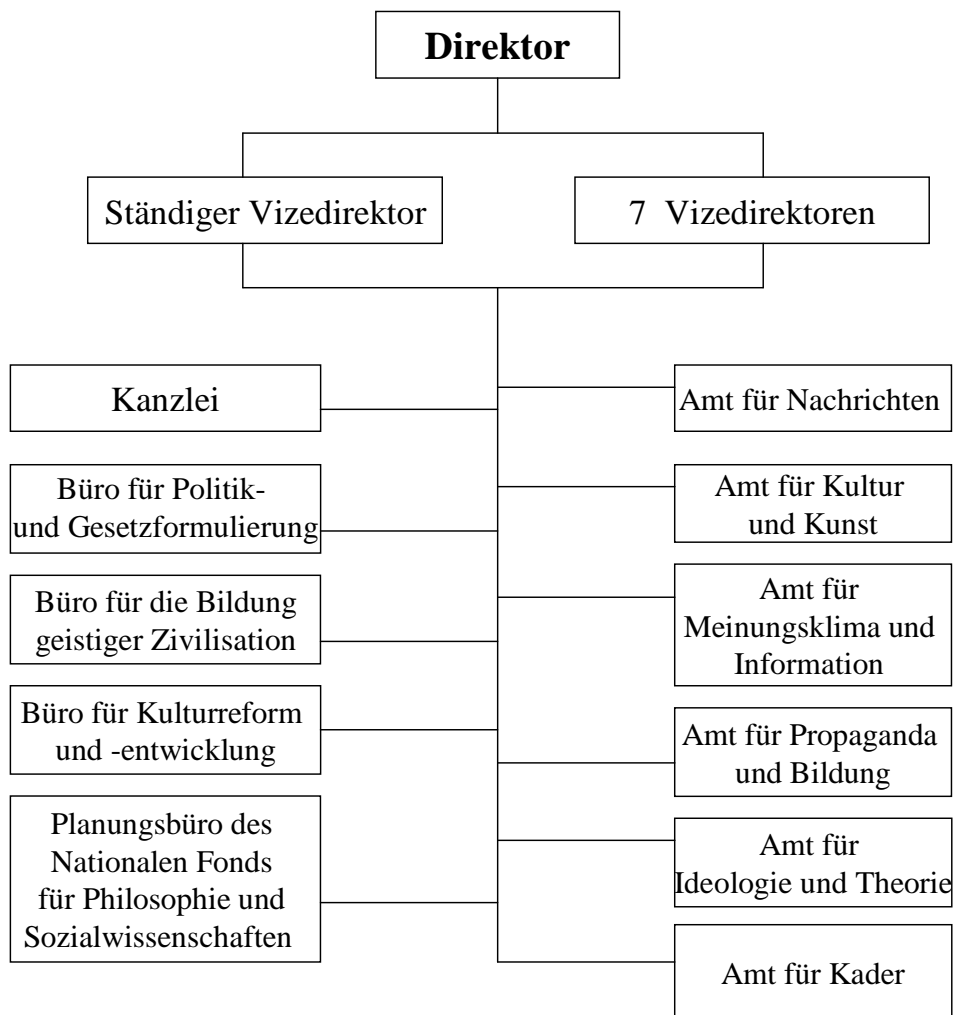 Direktor
Ständiger Vizedirektor
7 Vizedirektoren
Kanzlei
Büro für Politik-
und Gesetzformulierung
Büro für die Bildung
geistiger Zivilisation
Büro für Kulturreform
und -entwicklung
Planungsbüro des
Nationalen Fonds
für Philosophie und
Sozialwissenschaften
Amt für Nachrichten
Amt für Kultur
und Kunst
Amt für
Meinungsklima und
Information
Amt für Propaganda
und Bildung
Amt für
Ideologie und Theorie
Amt für Kader